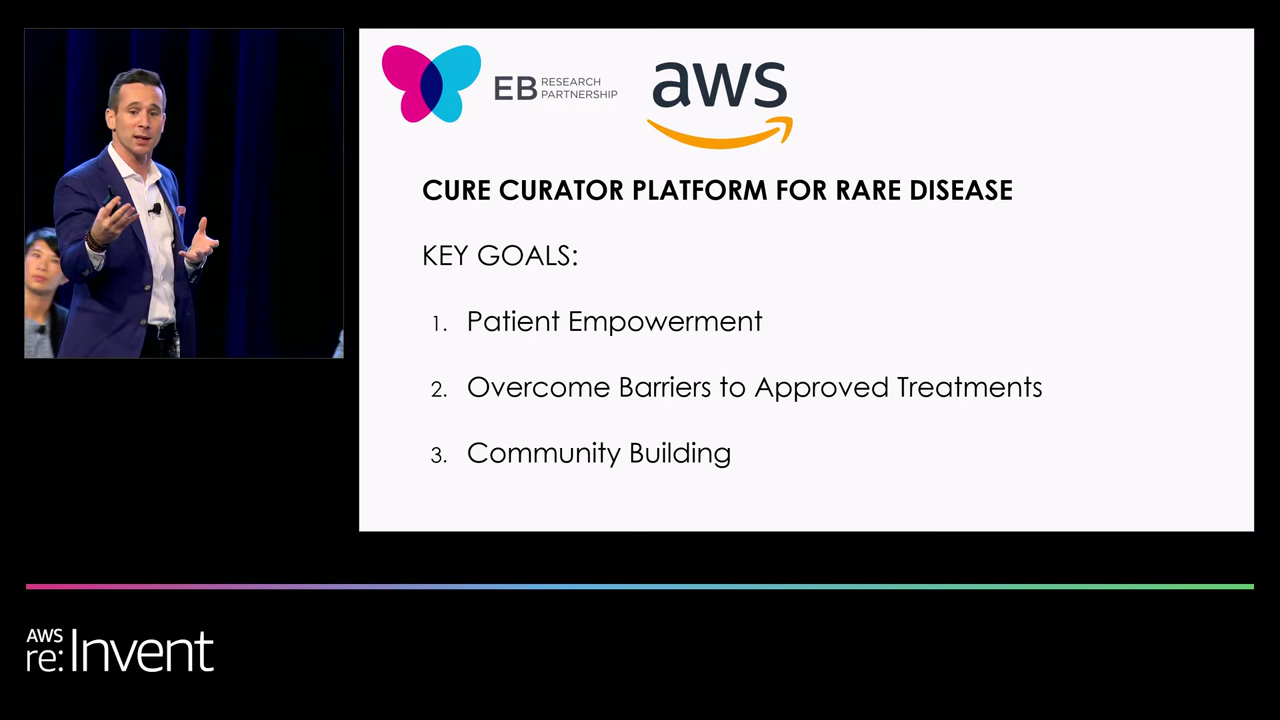 EB RESEARCH
PARTNERSHIP
aws
CURE CURATOR PLATFORM FOR RARE DISEASE
KEY GOALS:
1. Patient Empowerment
2. Overcome Barriers to Approved Treatments
3. Community Building
AWS
re:Invent